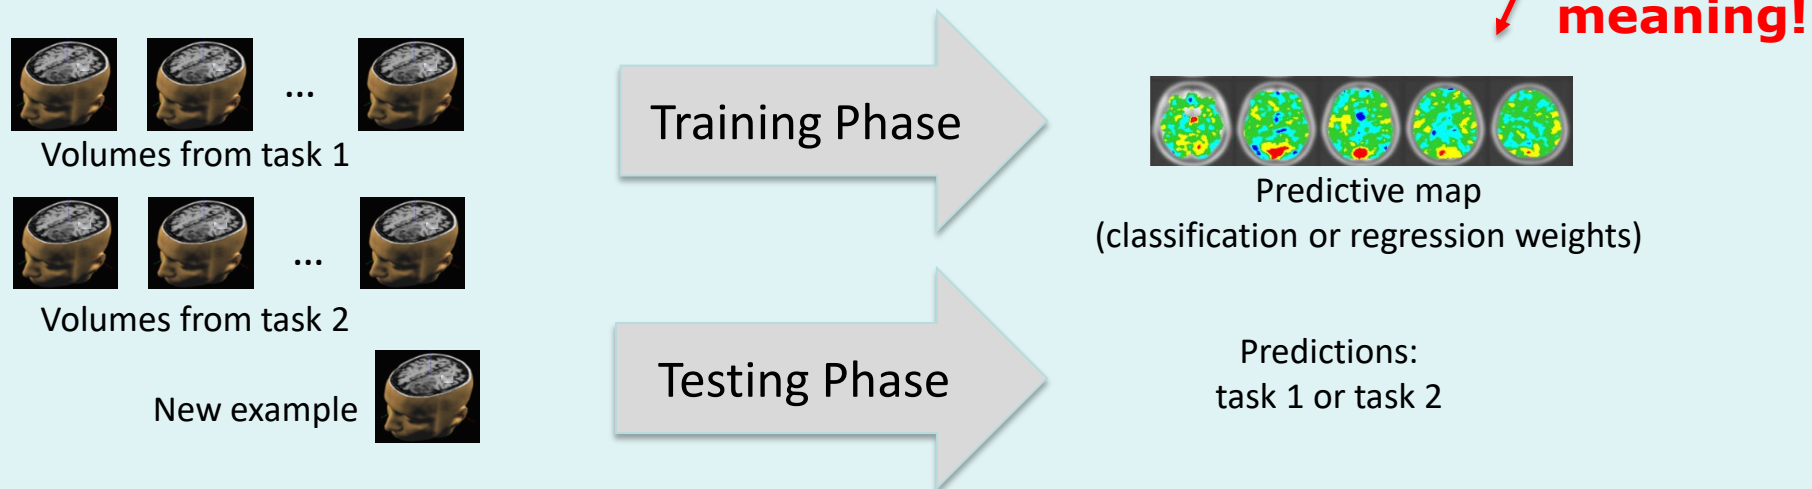 meaning!
...
Volumes from task 1
Training Phase
Predictive map
(classification or regression weights)
...
Volumes from task 2
New example
Testing Phase
Predictions:
task 1 or task 2